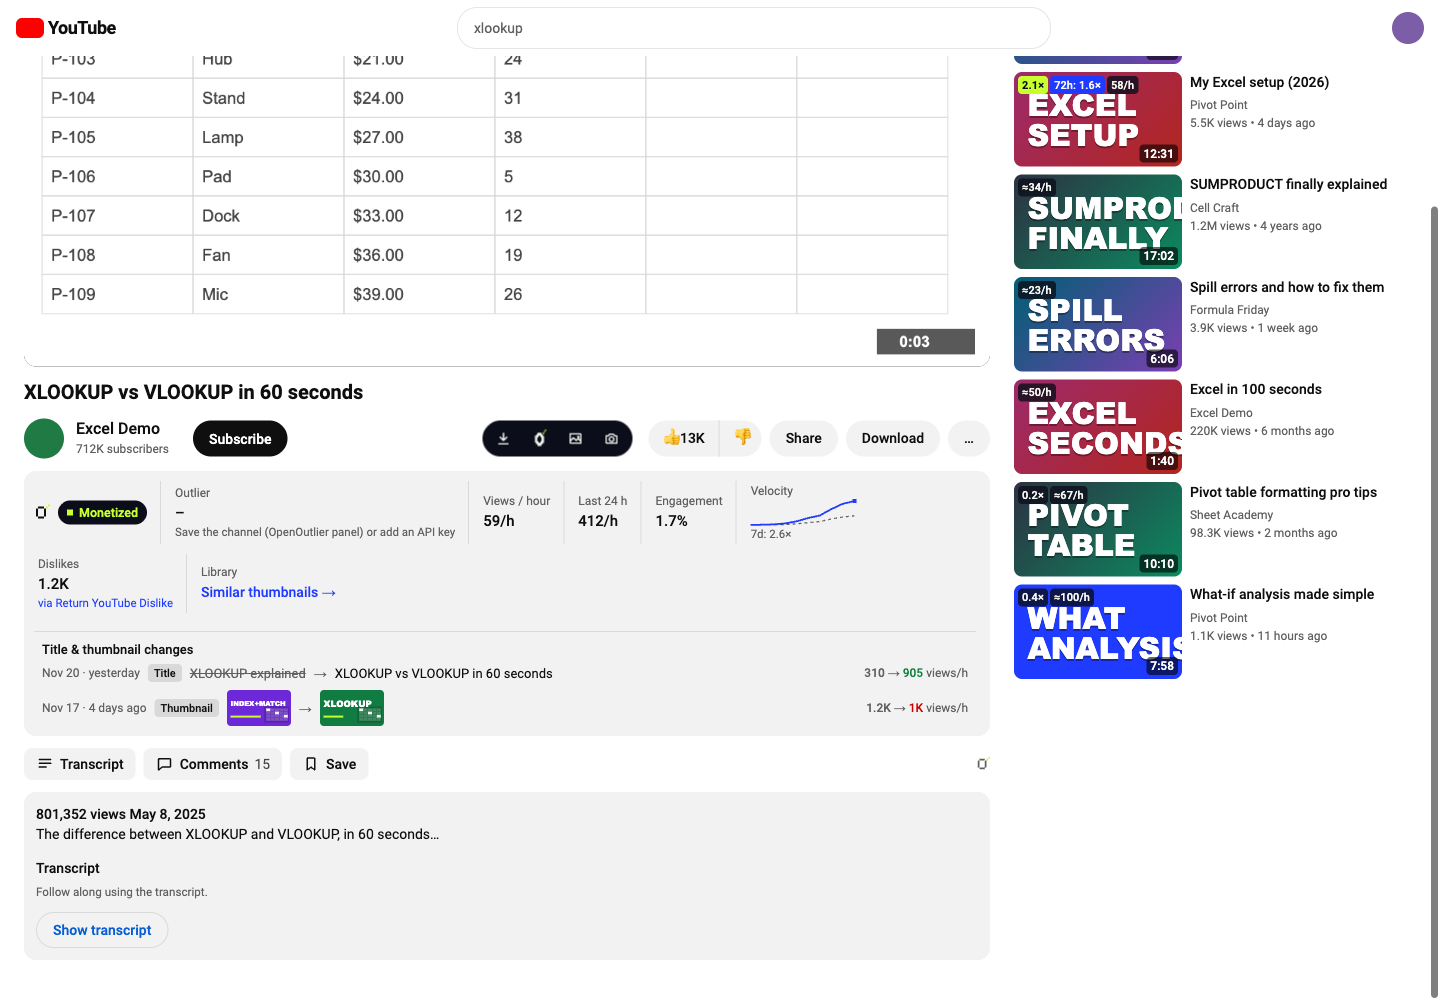 YouTube
xlookup
P-103 Hub $21.00 24
P-104 Stand $24.00 31
P-105 Lamp $27.00 38
P-106 Pad $30.00 5
P-107 Dock $33.00 12
P-108 Fan $36.00 19
P-109 Mic $39.00 26
0:03
XLOOKUP vs VLOOKUP in 60 seconds
Excel Demo
712K subscribers
Subscribe
13K
Share
Download
...
Monetized
Outlier
–
Save the channel (OpenOutlier panel) or add an API key
Views / hour
59/h
Last 24 h
412/h
Engagement
1.7%
Velocity
7d: 2.6×
Dislikes
1.2K
via Return YouTube Dislike
Library
Similar thumbnails →
Title & thumbnail changes
Nov 20 · yesterday Title XLOOKUP explained → XLOOKUP vs VLOOKUP in 60 seconds 310 → 905 views/h
Nov 17 · 4 days ago Thumbnail INDEX+MATCH → XLOOKUP 1.2K → 1K views/h
Transcript
Comments 15
Save
801,352 views May 8, 2025
The difference between XLOOKUP and VLOOKUP, in 60 seconds...
Transcript
Follow along using the transcript.
Show transcript
2.1× 72h: 1.6× 58/h
EXCEL
SETUP
12:31
My Excel setup (2026)
Pivot Point
5.5K views • 4 days ago
≈34/h
SUMPROD
FINALLY
17:02
SUMPRODUCT finally explained
Cell Craft
1.2M views • 4 years ago
≈23/h
SPILL
ERRORS
6:06
Spill errors and how to fix them
Formula Friday
3.9K views • 1 week ago
≈50/h
EXCEL
SECONDS
1:40
Excel in 100 seconds
Excel Demo
220K views • 6 months ago
0.2× ≈67/h
PIVOT
TABLE
10:10
Pivot table formatting pro tips
Sheet Academy
98.3K views • 2 months ago
0.4× ≈100/h
WHAT
ANALYSIS
7:58
What-if analysis made simple
Pivot Point
1.1K views • 11 hours ago